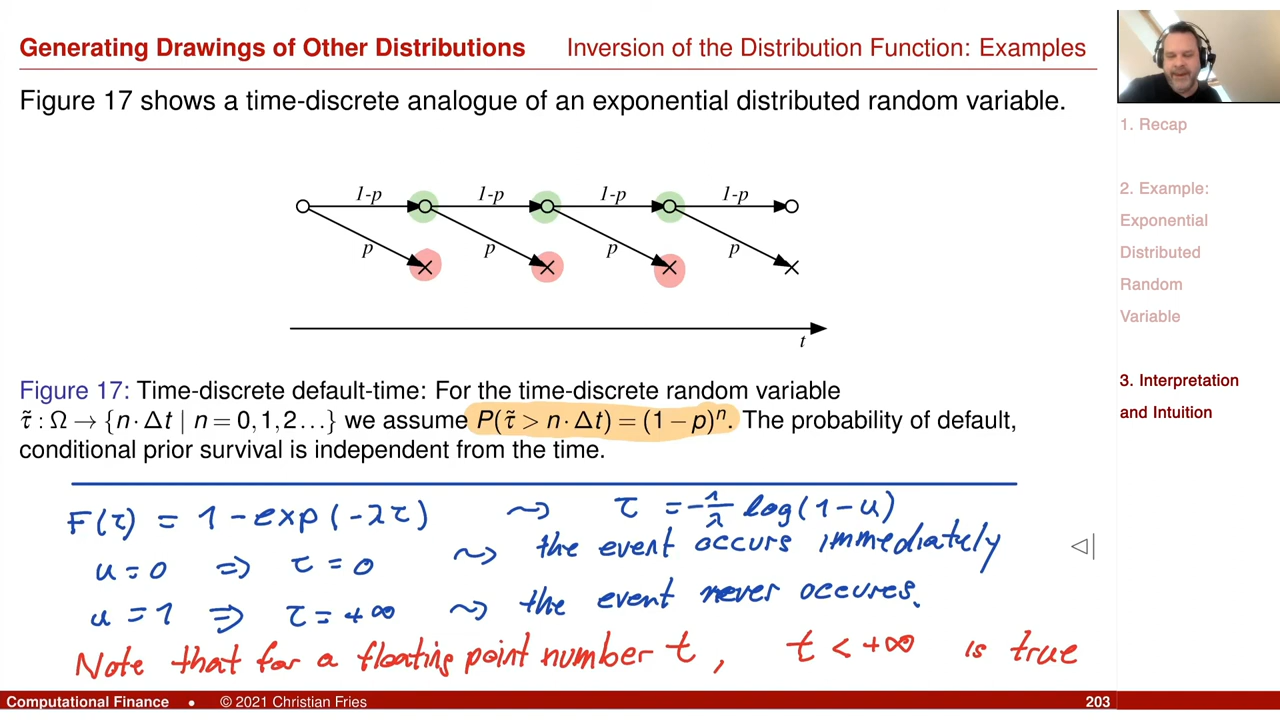 Generating Drawings of Other Distributions Inversion of the Distribution Function: Examples
Figure 17 shows a time-discrete analogue of an exponential distributed random variable.
1-p 1-p 1-p 1-p
p p p p
t
Figure 17: Time-discrete default-time: For the time-discrete random variable
τ̃ : Ω → {n · Δt | n = 0, 1, 2 ...} we assume P(τ̃ > n · Δt) = (1 − p)ⁿ. The probability of default,
conditional prior survival is independent from the time.
F(τ) = 1 - exp(-λτ) ⤳ τ = -1/λ log(1-u)
u = 0 ⇒ τ = 0 ⤳ the event occurs immediately
u = 1 ⇒ τ = +∞ ⤳ the event never occures.
Note that for a floating point number t, t < +∞ is true
1. Recap
2. Example:
Exponential
Distributed
Random
Variable
3. Interpretation
and Intuition
Computational Finance • © 2021 Christian Fries 203